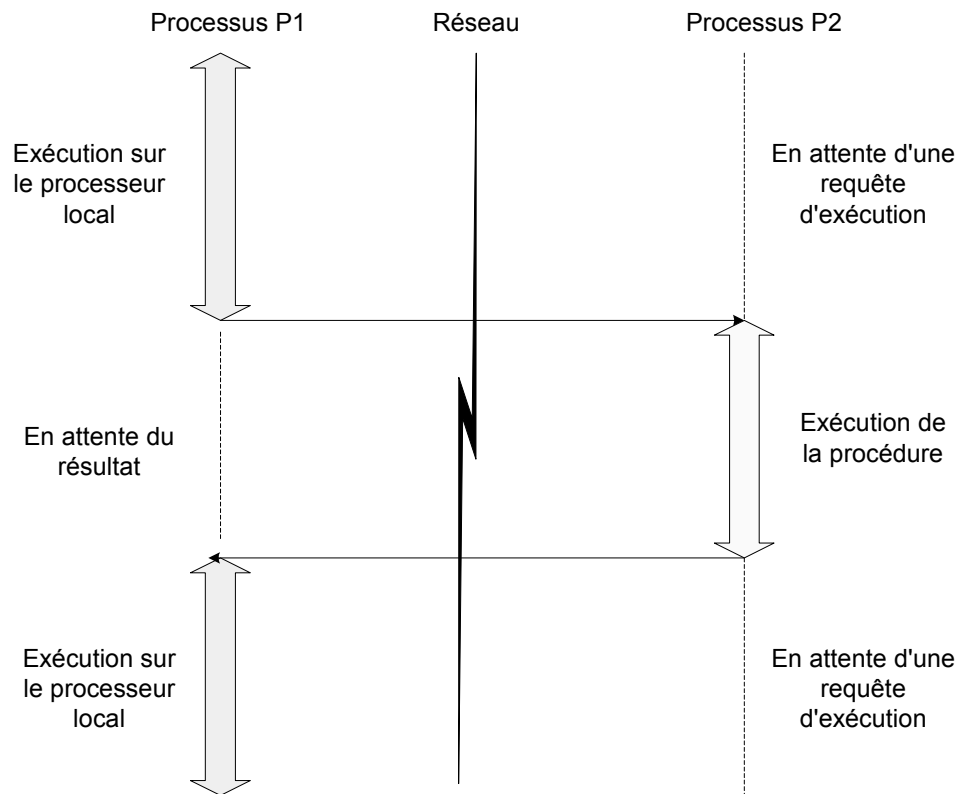 Processus P1
Réseau
Processus P2
Exécution sur
le processeur
local
En attente d'une
requête
d'exécution
En attente du
résultat
Exécution de
la procédure
Exécution sur
le processeur
local
En attente d'une
requête
d'exécution